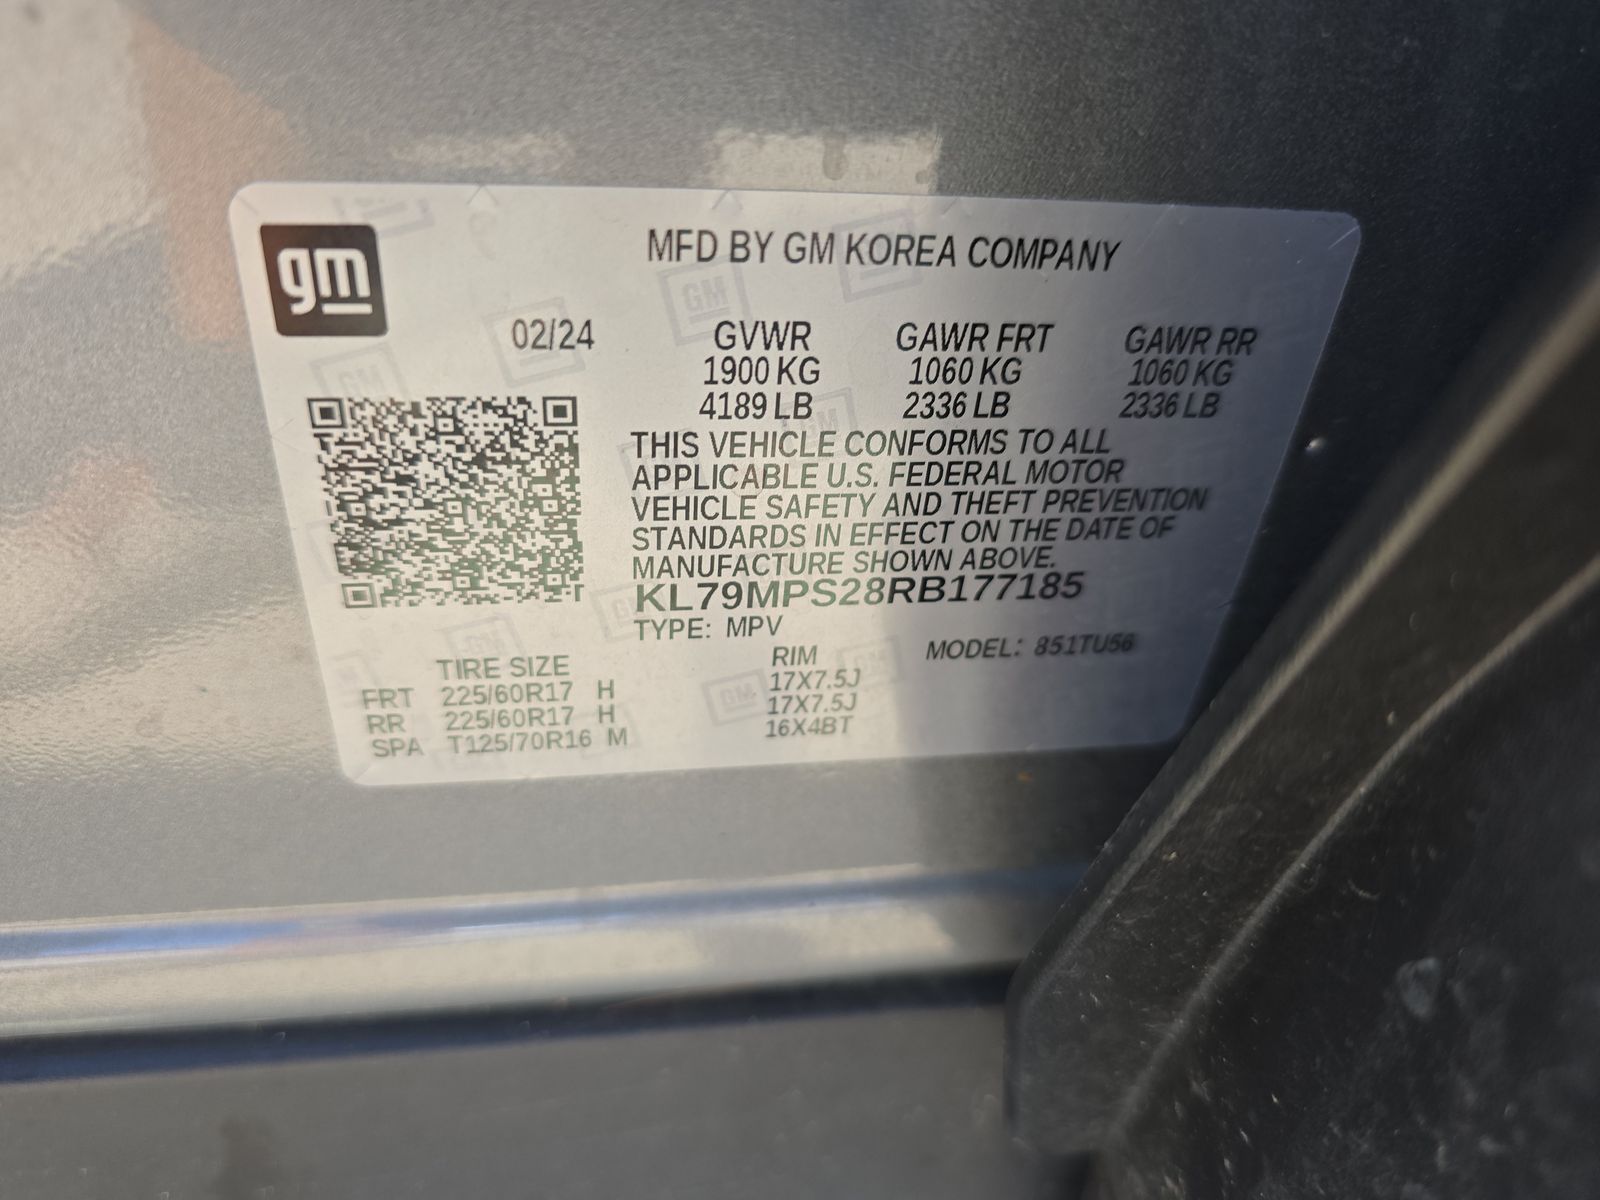 gm
MFD BY GM KOREA COMPANY
02/24 GVWR GAWR FRT GAWR RR
1900 KG 1060 KG 1060 KG
4189 LB 2336 LB 2336 LB
THIS VEHICLE CONFORMS TO ALL
APPLICABLE U.S. FEDERAL MOTOR
VEHICLE SAFETY AND THEFT PREVENTION
STANDARDS IN EFFECT ON THE DATE OF
MANUFACTURE SHOWN ABOVE.
KL79MPS28RB177185
TYPE: MPV
MODEL: 851TU56
TIRE SIZE RIM
FRT 225/60R17 H 17X7.5J
RR 225/60R17 H 17X7.5J
SPA T125/70R16 M 16X4BT